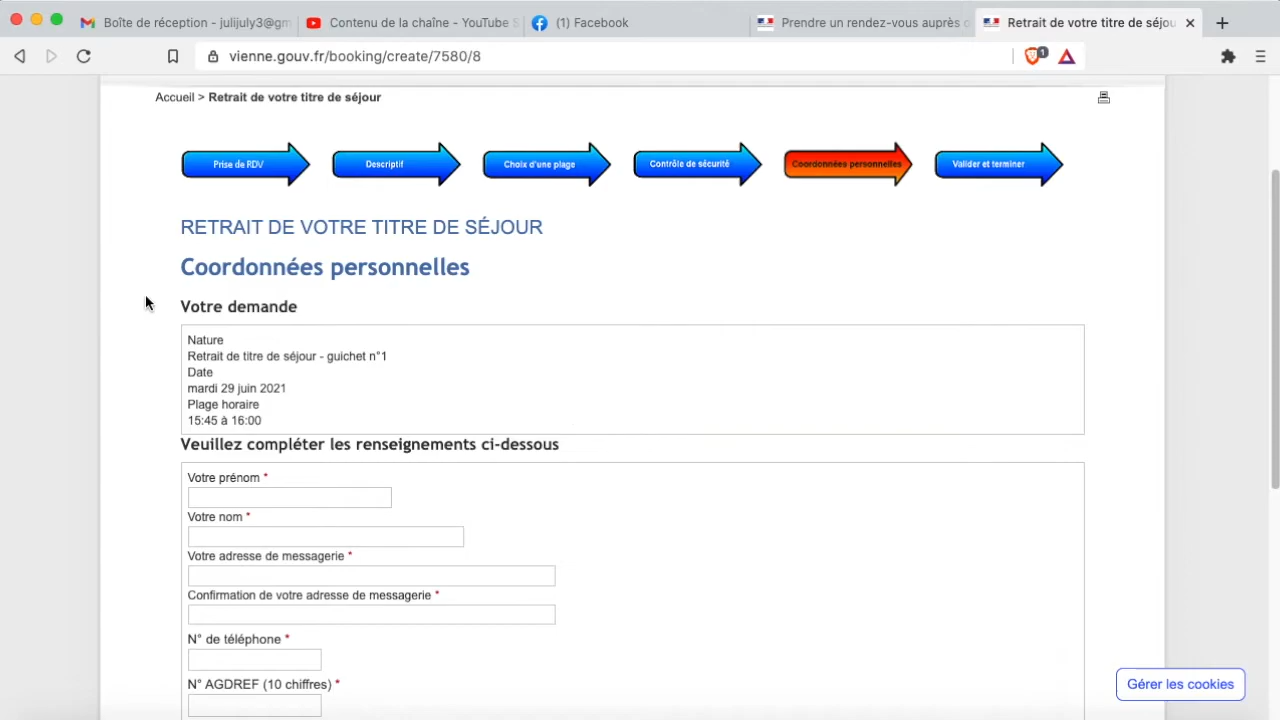 Boîte de réception - julijuly3@gm
Contenu de la chaîne - YouTube S
(1) Facebook
Prendre un rendez-vous auprès d
Retrait de votre titre de séjou
vienne.gouv.fr/booking/create/7580/8
1
Accueil > Retrait de votre titre de séjour
Prise de RDV
Descriptif
Choix d'une plage
Contrôle de sécurité
Coordonnées personnelles
Valider et terminer
RETRAIT DE VOTRE TITRE DE SÉJOUR
Coordonnées personnelles
Votre demande
Nature
Retrait de titre de séjour - guichet n°1
Date
mardi 29 juin 2021
Plage horaire
15:45 à 16:00
Veuillez compléter les renseignements ci-dessous
Votre prénom *
Votre nom *
Votre adresse de messagerie *
Confirmation de votre adresse de messagerie *
N° de téléphone *
N° AGDREF (10 chiffres) *
Gérer les cookies